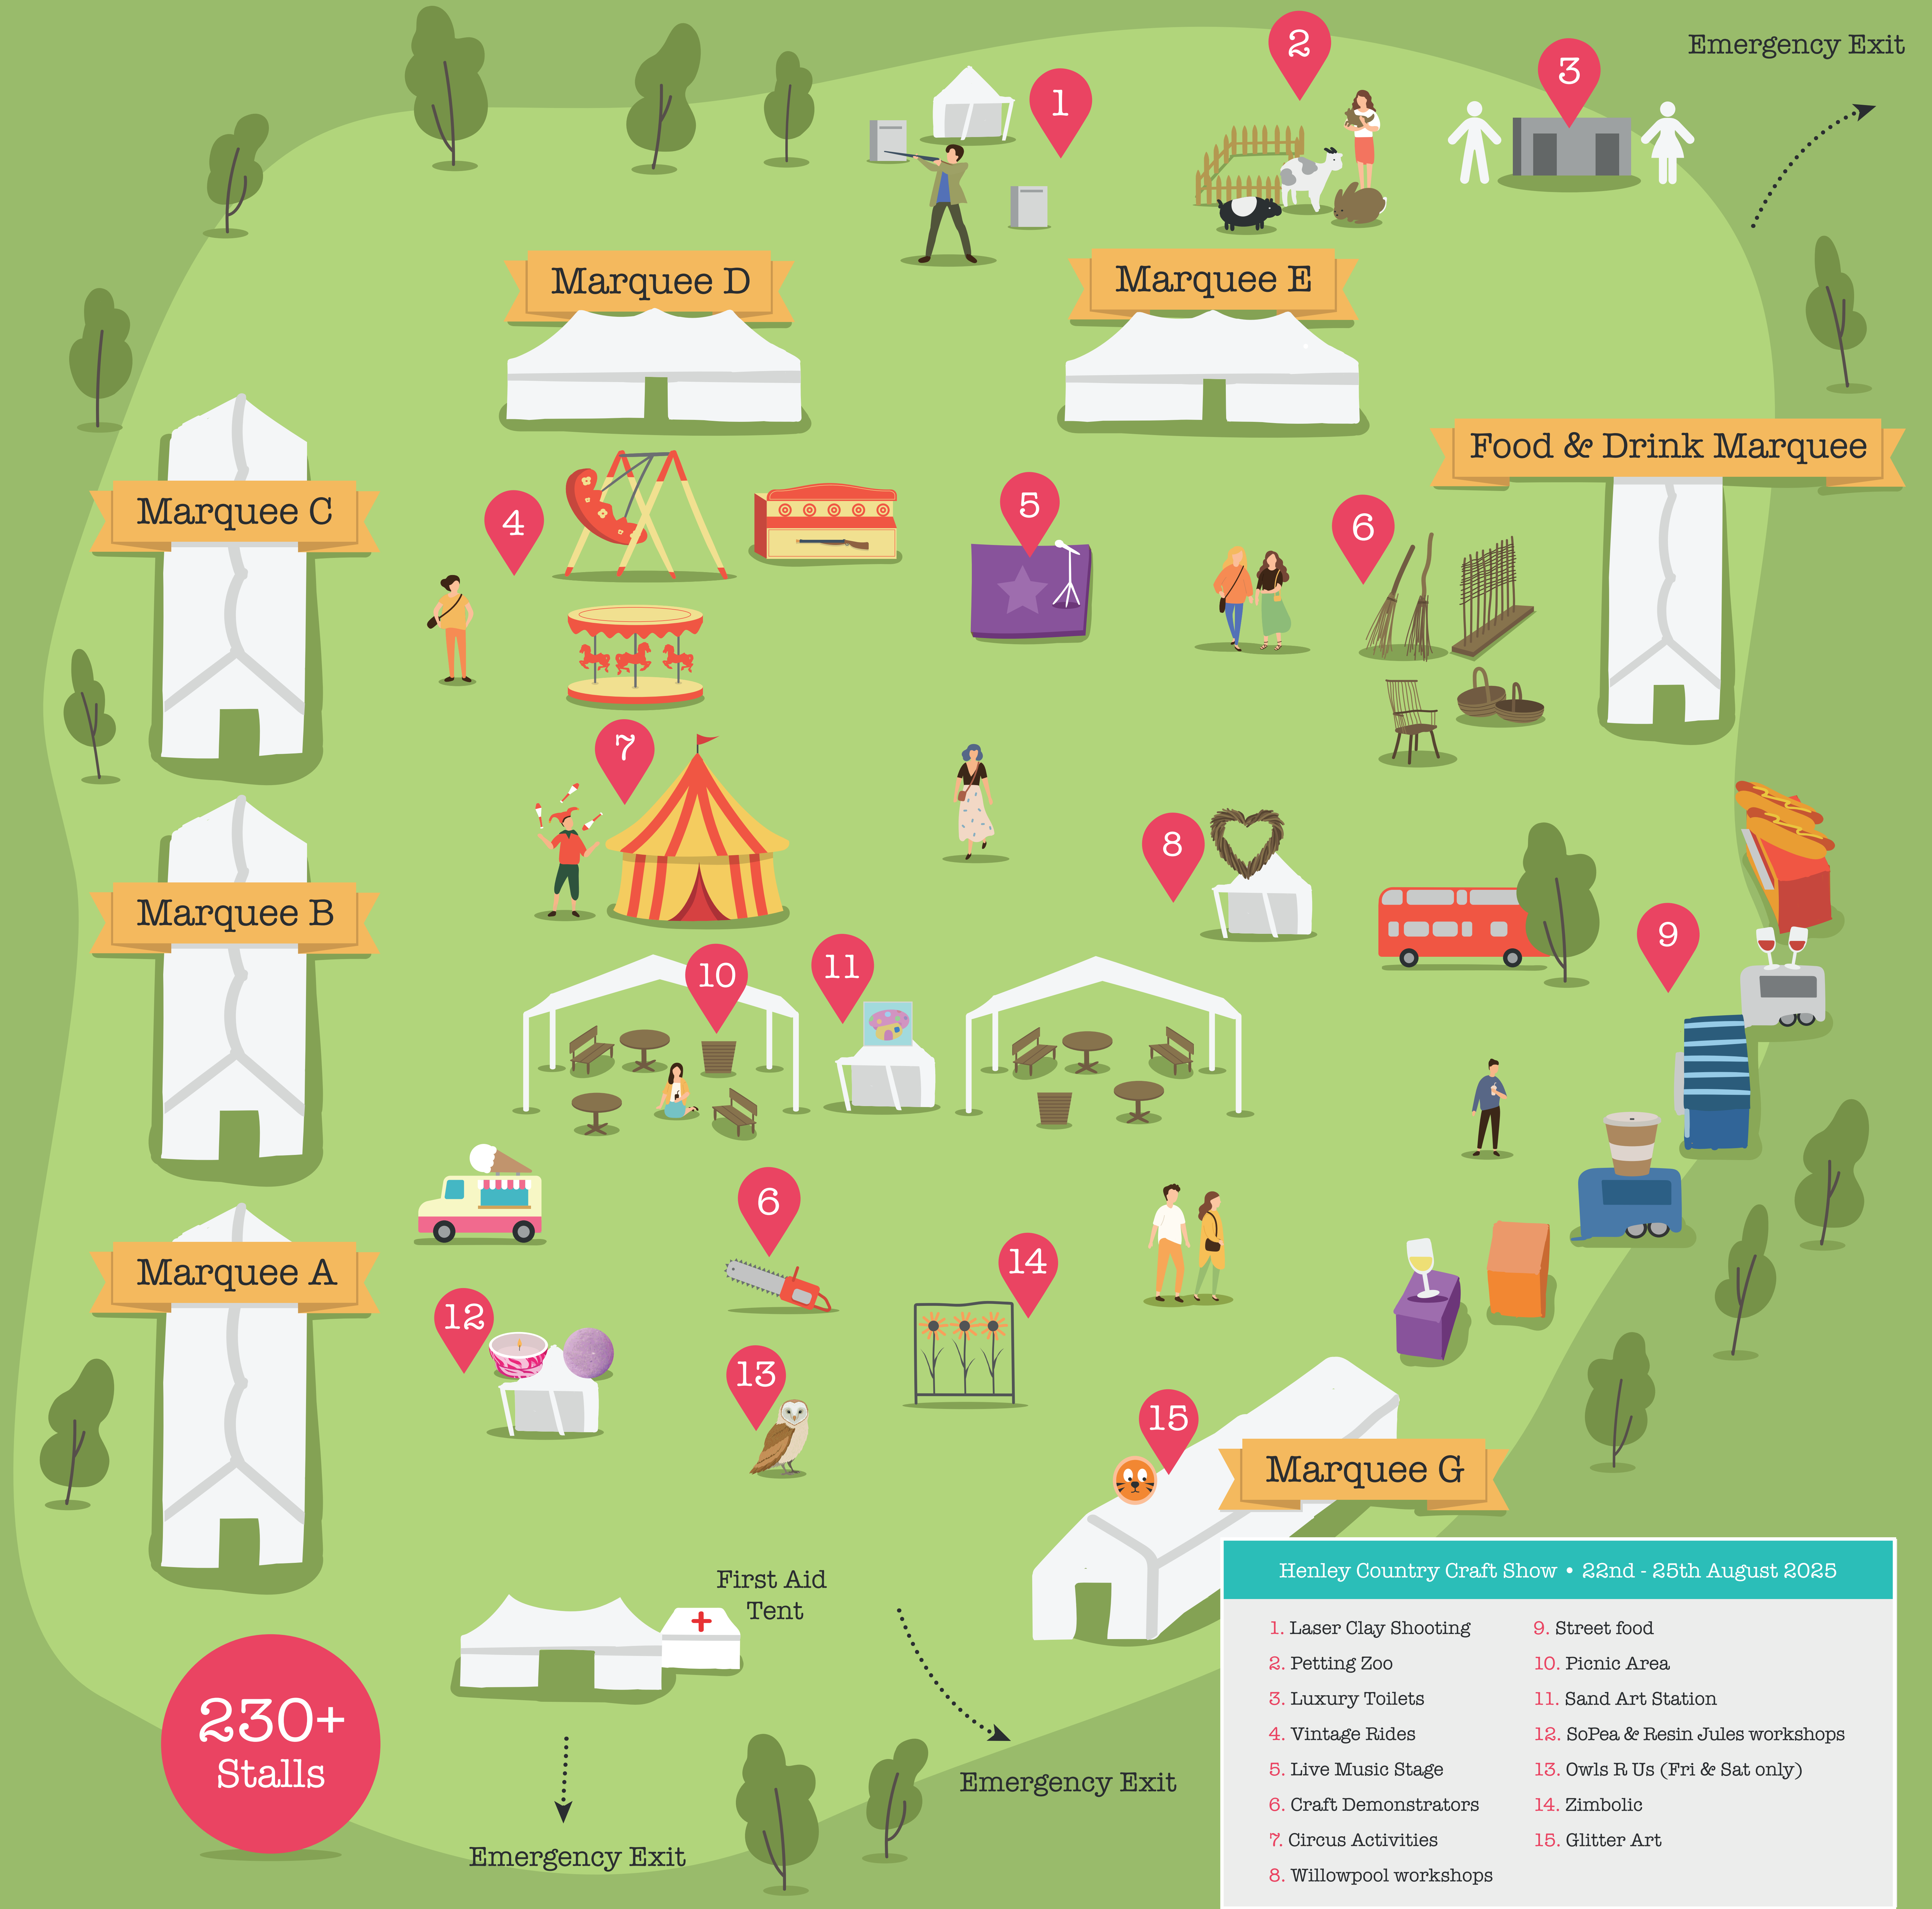 2
Emergency Exit
3
1
Marquee D
Marquee E
Food & Drink Marquee
Marquee C
4
5
6
7
8
Marquee B
9
10
11
6
14
Marquee A
12
13
15
Marquee G
First Aid
Tent
230+
Stalls
Emergency Exit
Emergency Exit
Henley Country Craft Show • 22nd - 25th August 2025
1. Laser Clay Shooting
2. Petting Zoo
3. Luxury Toilets
4. Vintage Rides
5. Live Music Stage
6. Craft Demonstrators
7. Circus Activities
8. Willowpool workshops
9. Street food
10. Picnic Area
11. Sand Art Station
12. SoPea & Resin Jules workshops
13. Owls R Us (Fri & Sat only)
14. Zimbolic
15. Glitter Art